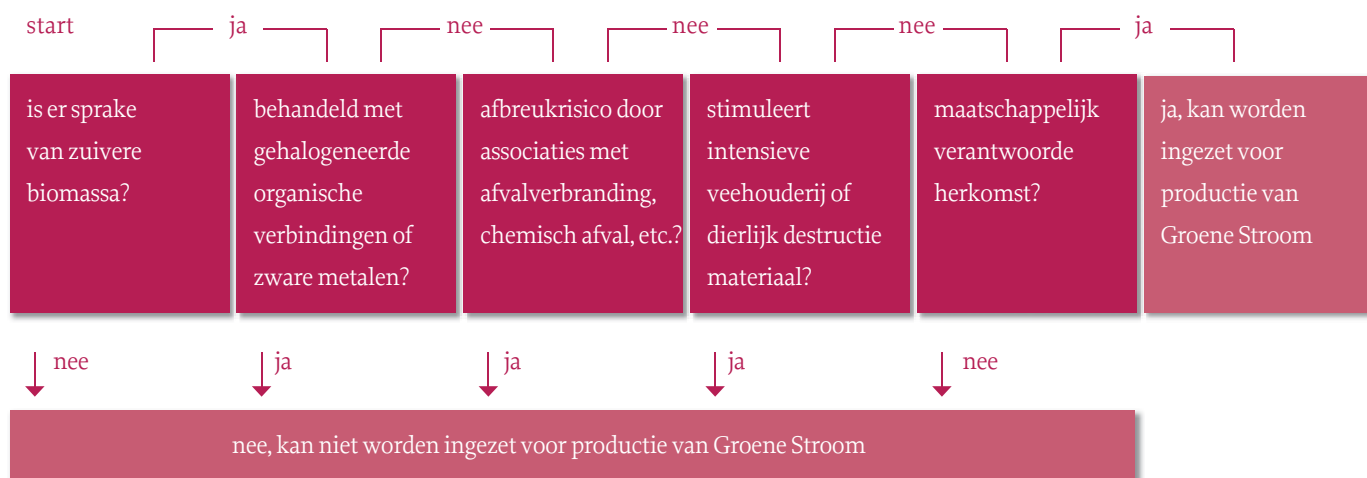 start
ja
nee
nee
nee
ja
is er sprake
van zuivere
biomassa?
behandeld met
gehalogeneerde
organische
verbindingen of
zware metalen?
afbreukrisico door
associaties met
afvalverbranding,
chemisch afval, etc.?
stimuleert
intensieve
veehouderij of
dierlijk destructie
materiaal?
maatschappelijk
verantwoorde
herkomst?
ja, kan worden
ingezet voor
productie van
Groene Stroom
nee
ja
ja
ja
nee
nee, kan niet worden ingezet voor productie van Groene Stroom